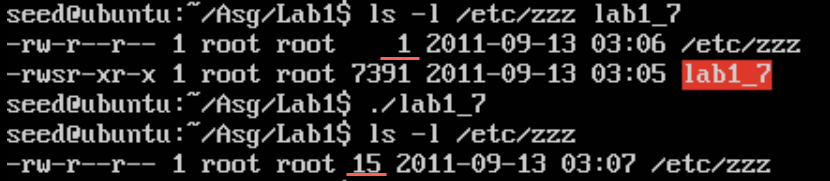 seed@ubuntu:~/Asg/Lab1$ ls -l /etc/zzz lab1_7
-rw-r--r-- 1 root root    1 2011-09-13 03:06 /etc/zzz
-rwsr-xr-x 1 root root 7391 2011-09-13 03:05 lab1_7
seed@ubuntu:~/Asg/Lab1$ ./lab1_7
seed@ubuntu:~/Asg/Lab1$ ls -l /etc/zzz
-rw-r--r-- 1 root root 15 2011-09-13 03:07 /etc/zzz